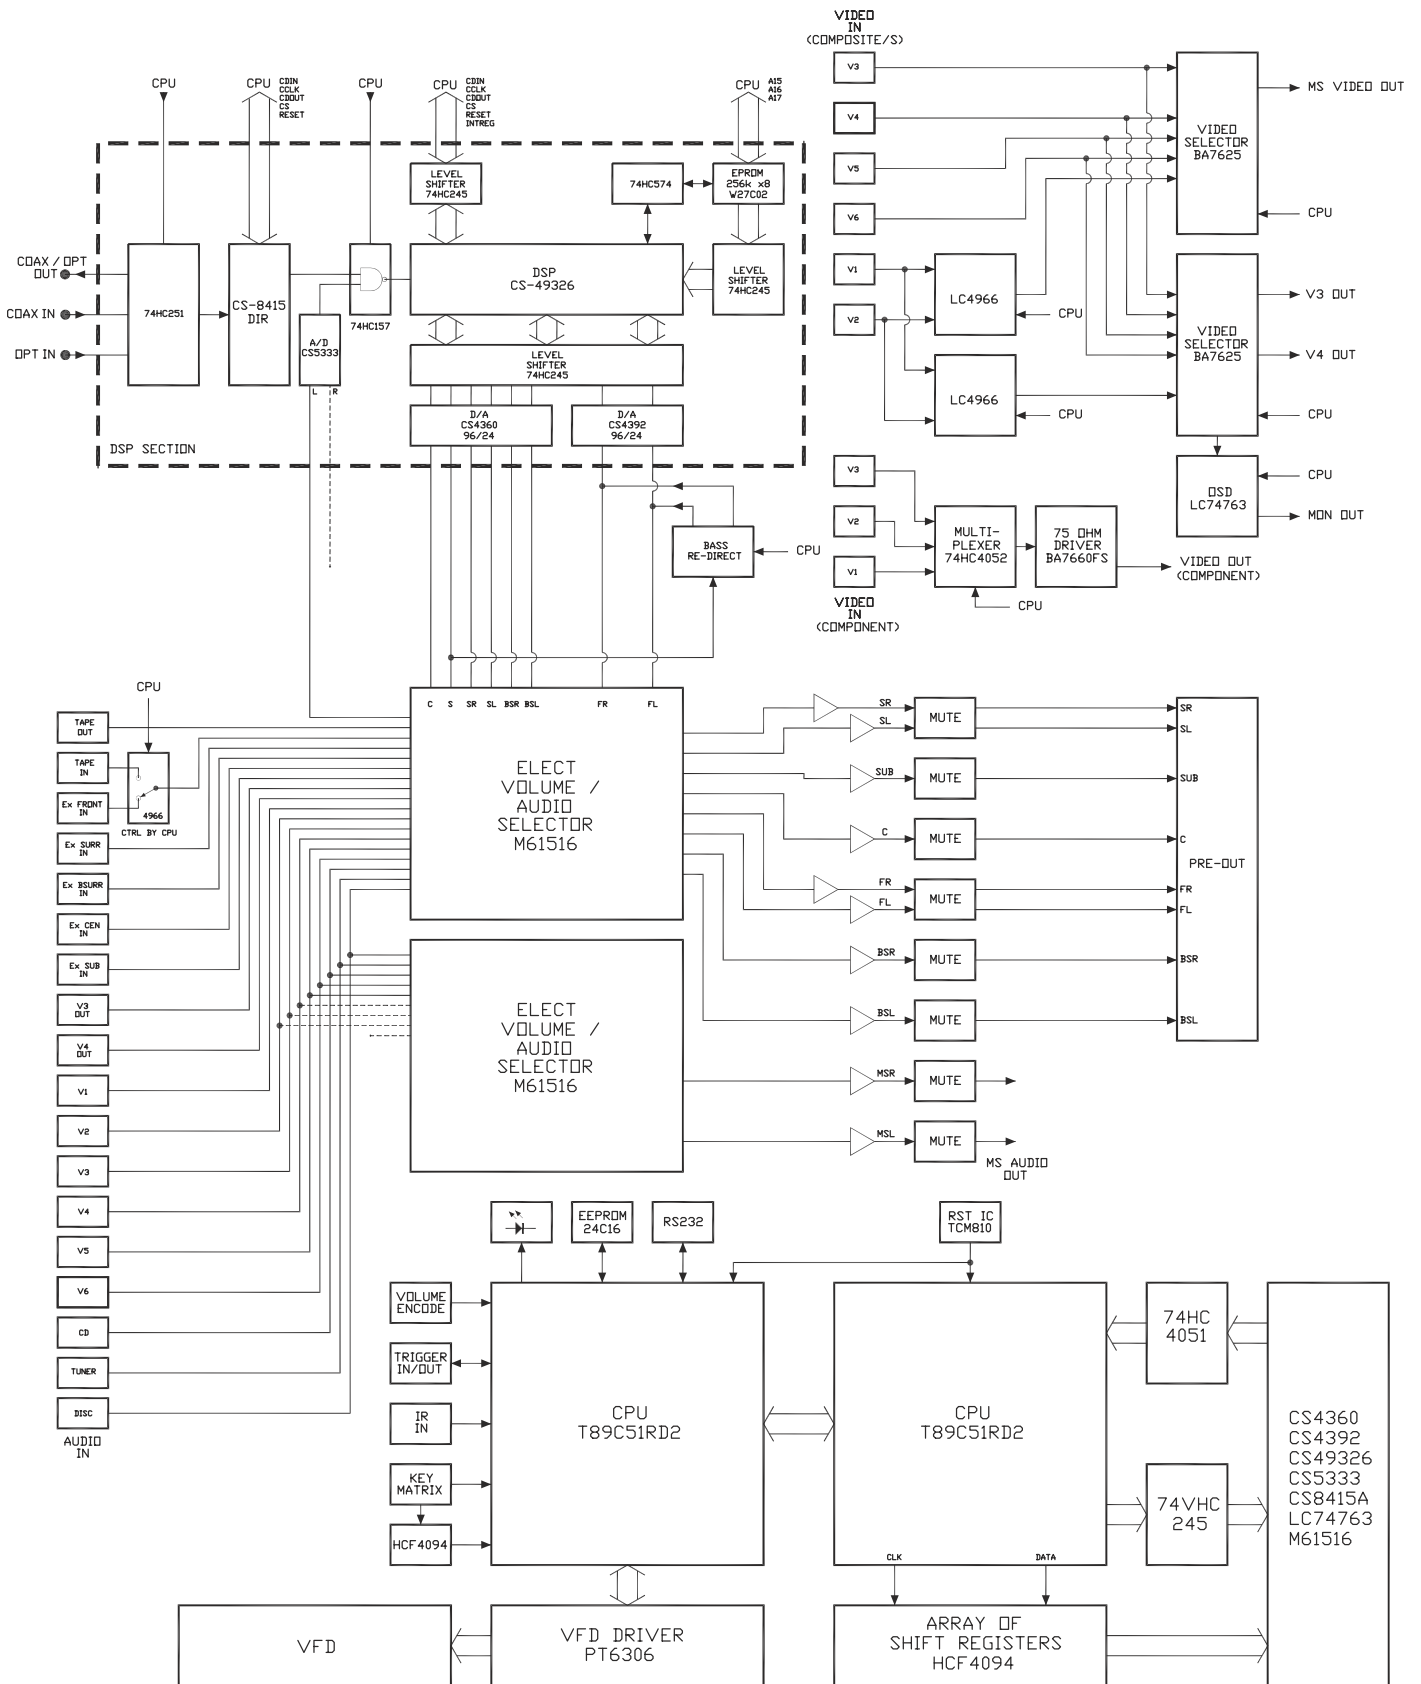 VIDEO
IN
(COMPOSITE/S)
V3
V4
V5
V6
V1
V2
VIDEO
SELECTOR
BA7625
MS VIDEO OUT
CPU
LC4966
CPU
LC4966
CPU
VIDEO
SELECTOR
BA7625
V3 OUT
V4 OUT
CPU
OSD
LC74763
CPU
MON OUT
V3
V2
V1
VIDEO
IN
(COMPONENT)
MULTI-
PLEXER
74HC4052
CPU
75 OHM
DRIVER
BA7660FS
VIDEO OUT
(COMPONENT)
CPU
CPU
CDIN
CCLK
CDOUT
CS
RESET
CPU
CPU
CDIN
CCLK
CDOUT
CS
RESET
INTREG
CPU
A15
A16
A17
LEVEL
SHIFTER
74HC245
74HC574
EPROM
256k x8
W27C02
COAX / OPT
OUT
COAX IN
OPT IN
74HC251
CS-8415
DIR
74HC157
A/D
CS5333
L R
DSP
CS-49326
LEVEL
SHIFTER
74HC245
LEVEL
SHIFTER
74HC245
D/A
CS4360
96/24
D/A
CS4392
96/24
DSP SECTION
BASS
RE-DIRECT
CPU
CPU
TAPE
OUT
TAPE
IN
Ex FRONT
IN
4966
CTRL BY CPU
Ex SURR
IN
Ex BSURR
IN
Ex CEN
IN
Ex SUB
IN
V3
OUT
V4
OUT
V1
V2
V3
V4
V5
V6
CD
TUNER
DISC
AUDIO
IN
C S SR SL BSR BSL FR FL
ELECT
VOLUME /
AUDIO
SELECTOR
M61516
ELECT
VOLUME /
AUDIO
SELECTOR
M61516
SR
SL
MUTE
SUB
MUTE
C
MUTE
FR
FL
MUTE
BSR
MUTE
BSL
MUTE
MSR
MUTE
MSL
MUTE
MS AUDIO
OUT
SR
SL
SUB
C
PRE-OUT
FR
FL
BSR
BSL
EEPROM
24C16
RS232
RST IC
TCM810
VOLUME
ENCODE
TRIGGER
IN/OUT
IR
IN
KEY
MATRIX
HCF4094
CPU
T89C51RD2
CPU
T89C51RD2
CLK DATA
74HC
4051
74VHC
245
CS4360
CS4392
CS49326
CS5333
CS8415A
LC74763
M61516
VFD
VFD DRIVER
PT6306
ARRAY OF
SHIFT REGISTERS
HCF4094